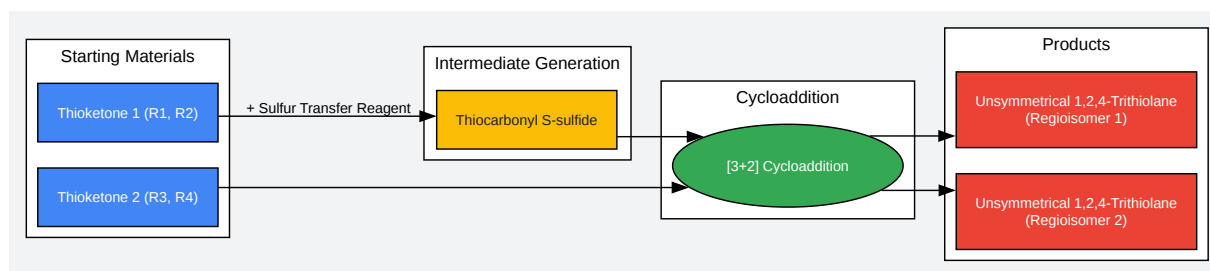 Starting Materials
Thioketone 1 (R1, R2)
Thioketone 2 (R3, R4)
+ Sulfur Transfer Reagent
Intermediate Generation
Thiocarbonyl S-sulfide
Cycloaddition
[3+2] Cycloaddition
Products
Unsymmetrical 1,2,4-Trithiolane
(Regioisomer 1)
Unsymmetrical 1,2,4-Trithiolane
(Regioisomer 2)